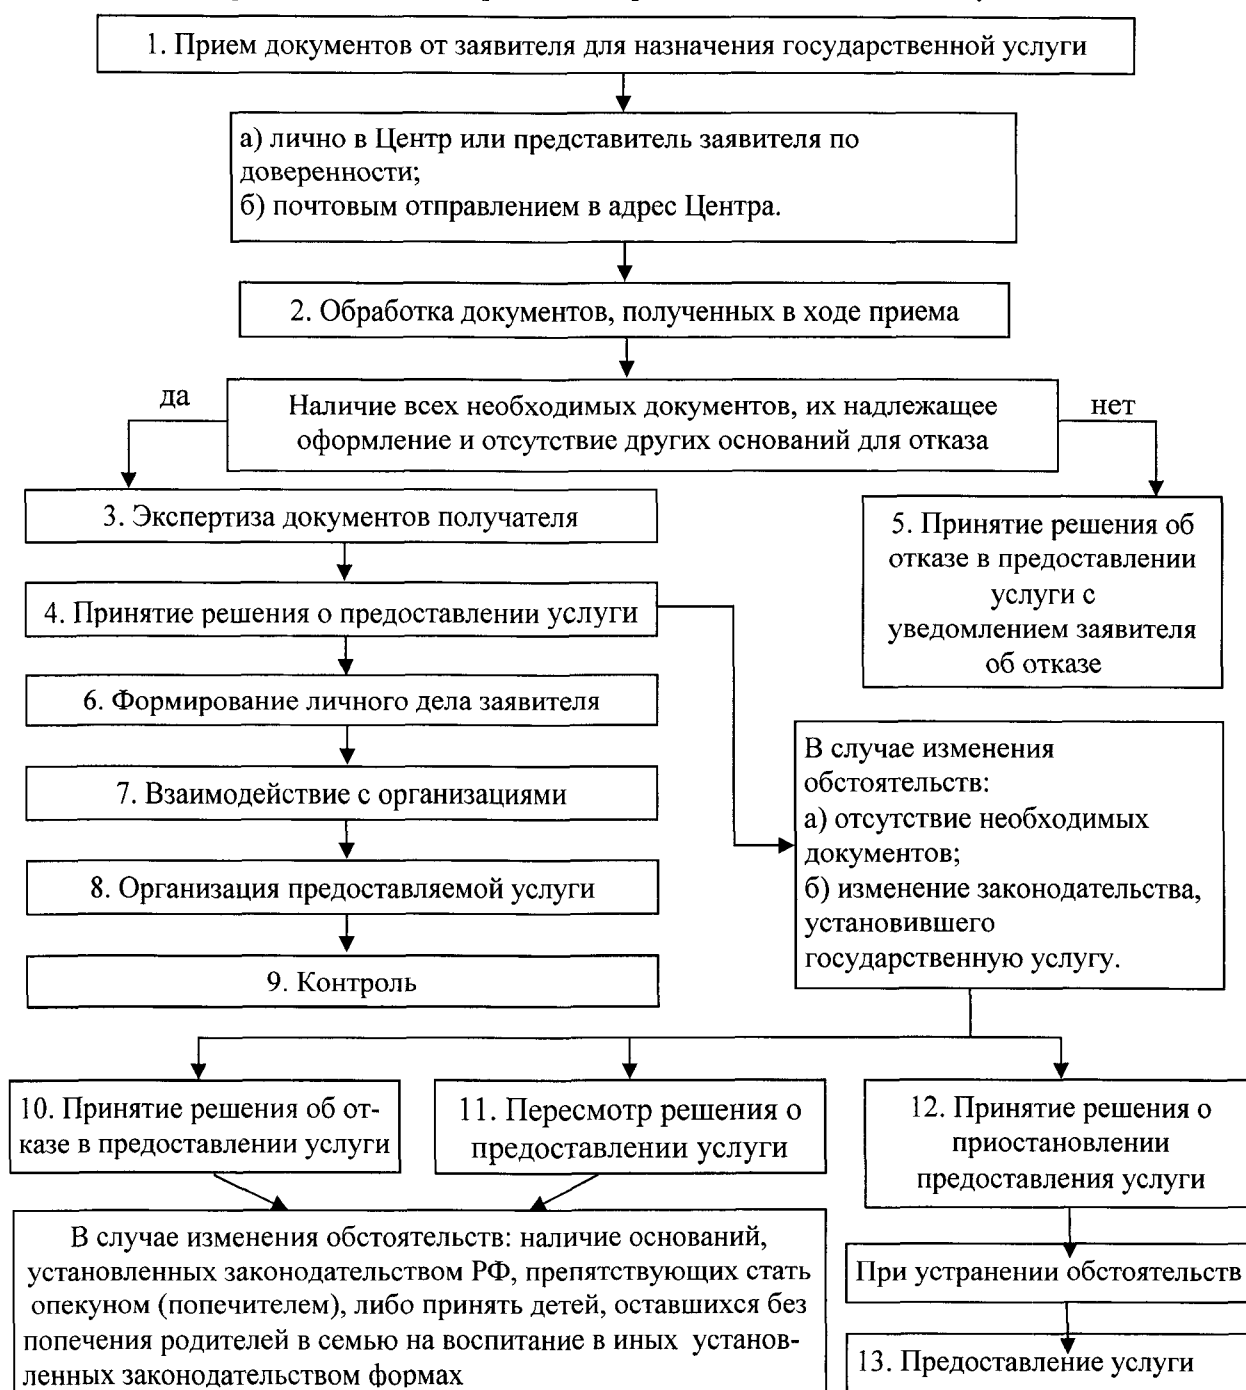 1. Прием документов от заявителя для назначения государственной услуги
а) лично в Центр или представитель заявителя по
доверенности;
б) почтовым отправлением в адрес Центра.
2. Обработка документов, полученных в ходе приема
да
Наличие всех необходимых документов, их надлежащее
оформление и отсутствие других оснований для отказа
нет
3. Экспертиза документов получателя
4. Принятие решения о предоставлении услуги
5. Принятие решения об
отказе в предоставлении
услуги с
уведомлением заявителя
об отказе
6. Формирование личного дела заявителя
7. Взаимодействие с организациями
8. Организация предоставляемой услуги
9. Контроль
В случае изменения
обстоятельств:
а) отсутствие необходимых
документов;
б) изменение законодательства,
установившего
государственную услугу.
10. Принятие решения об от-
казе в предоставлении услуги
11. Пересмотр решения о
предоставлении услуги
12. Принятие решения о
приостановлении
предоставления услуги
В случае изменения обстоятельств: наличие оснований,
установленных законодательством РФ, препятствующих стать
опекуном (попечителем), либо принять детей, оставшихся без
попечения родителей в семью на воспитание в иных установ-
ленных законодательством формах
При устранении обстоятельств
13. Предоставление услуги